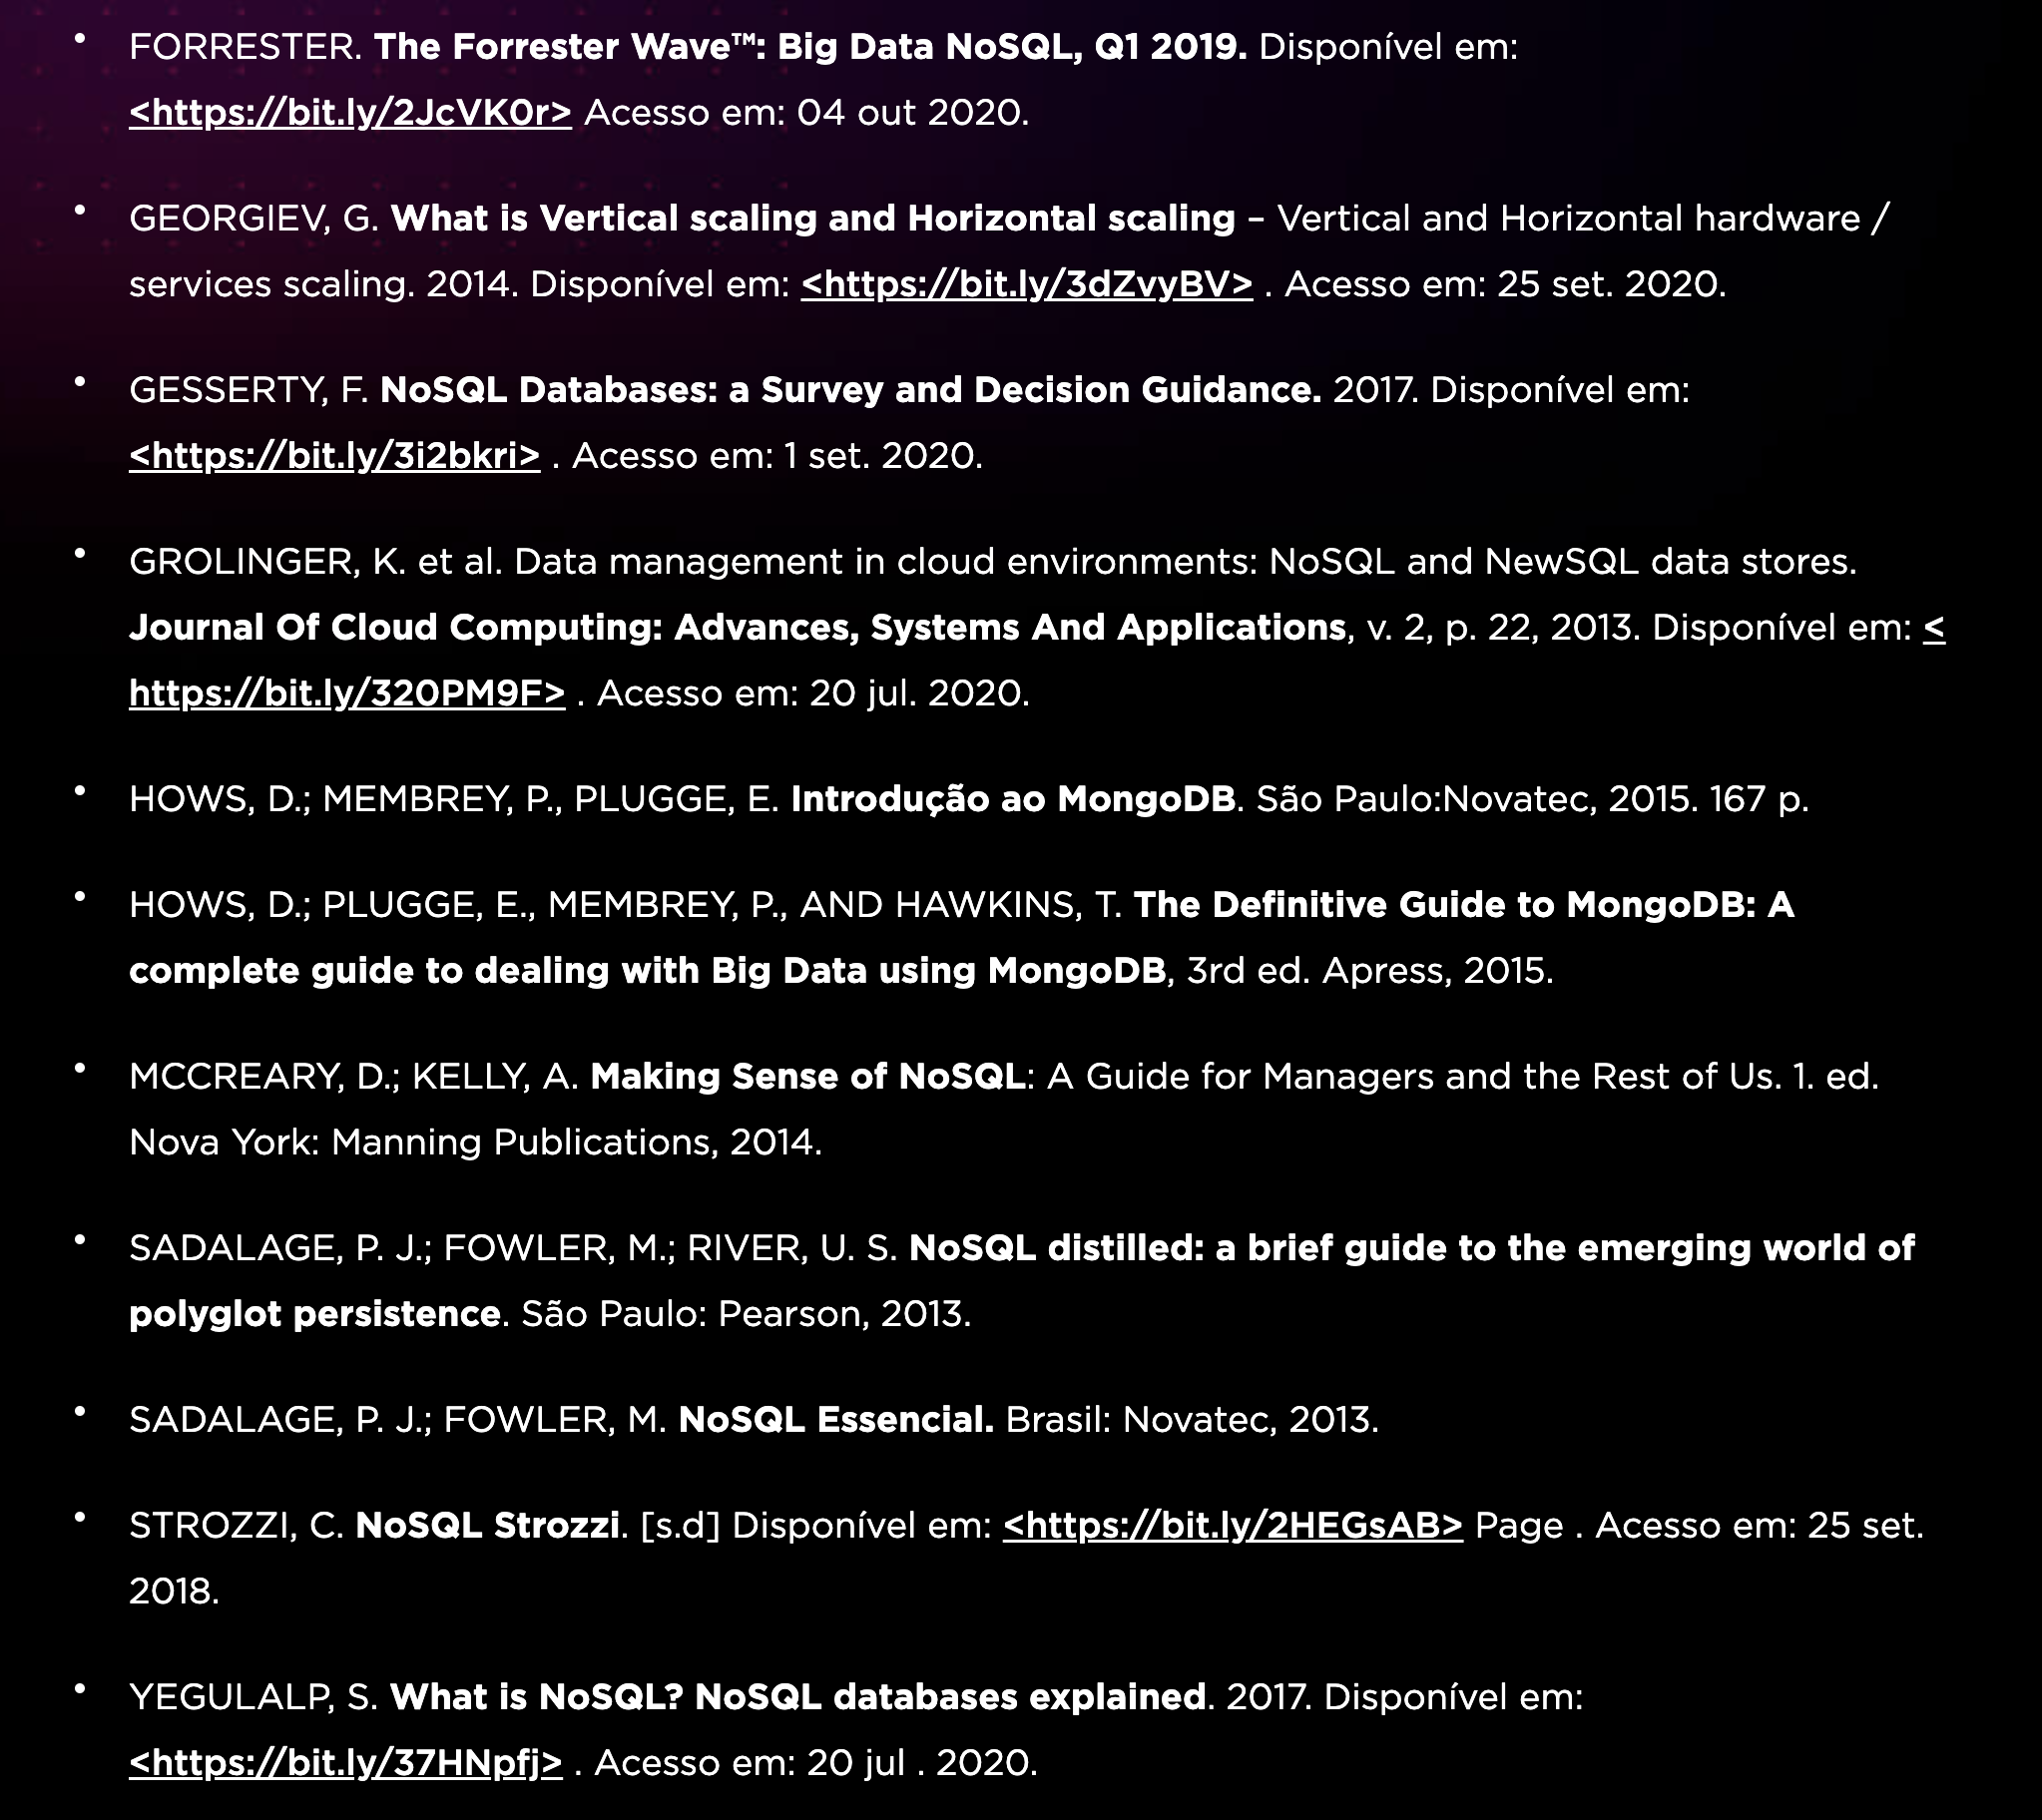 • FORRESTER. The Forrester Wave™: Big Data NoSQL, Q1 2019. Disponível em:
<https://bit.ly/2JcVK0r> Acesso em: 04 out 2020.
• GEORGIEV, G. What is Vertical scaling and Horizontal scaling – Vertical and Horizontal hardware /
services scaling. 2014. Disponível em: <https://bit.ly/3dZvyBV> . Acesso em: 25 set. 2020.
• GESSERTY, F. NoSQL Databases: a Survey and Decision Guidance. 2017. Disponível em:
<https://bit.ly/3i2bkri> . Acesso em: 1 set. 2020.
• GROLINGER, K. et al. Data management in cloud environments: NoSQL and NewSQL data stores.
Journal Of Cloud Computing: Advances, Systems And Applications, v. 2, p. 22, 2013. Disponível em: <
https://bit.ly/320PM9F> . Acesso em: 20 jul. 2020.
• HOWS, D.; MEMBREY, P., PLUGGE, E. Introdução ao MongoDB. São Paulo:Novatec, 2015. 167 p.
• HOWS, D.; PLUGGE, E., MEMBREY, P., AND HAWKINS, T. The Definitive Guide to MongoDB: A
complete guide to dealing with Big Data using MongoDB, 3rd ed. Apress, 2015.
• MCCREARY, D.; KELLY, A. Making Sense of NoSQL: A Guide for Managers and the Rest of Us. 1. ed.
Nova York: Manning Publications, 2014.
• SADALAGE, P. J.; FOWLER, M.; RIVER, U. S. NoSQL distilled: a brief guide to the emerging world of
polyglot persistence. São Paulo: Pearson, 2013.
• SADALAGE, P. J.; FOWLER, M. NoSQL Essencial. Brasil: Novatec, 2013.
• STROZZI, C. NoSQL Strozzi. [s.d] Disponível em: <https://bit.ly/2HEGsAB> Page . Acesso em: 25 set.
2018.
• YEGULALP, S. What is NoSQL? NoSQL databases explained. 2017. Disponível em:
<https://bit.ly/37HNpfj> . Acesso em: 20 jul . 2020.